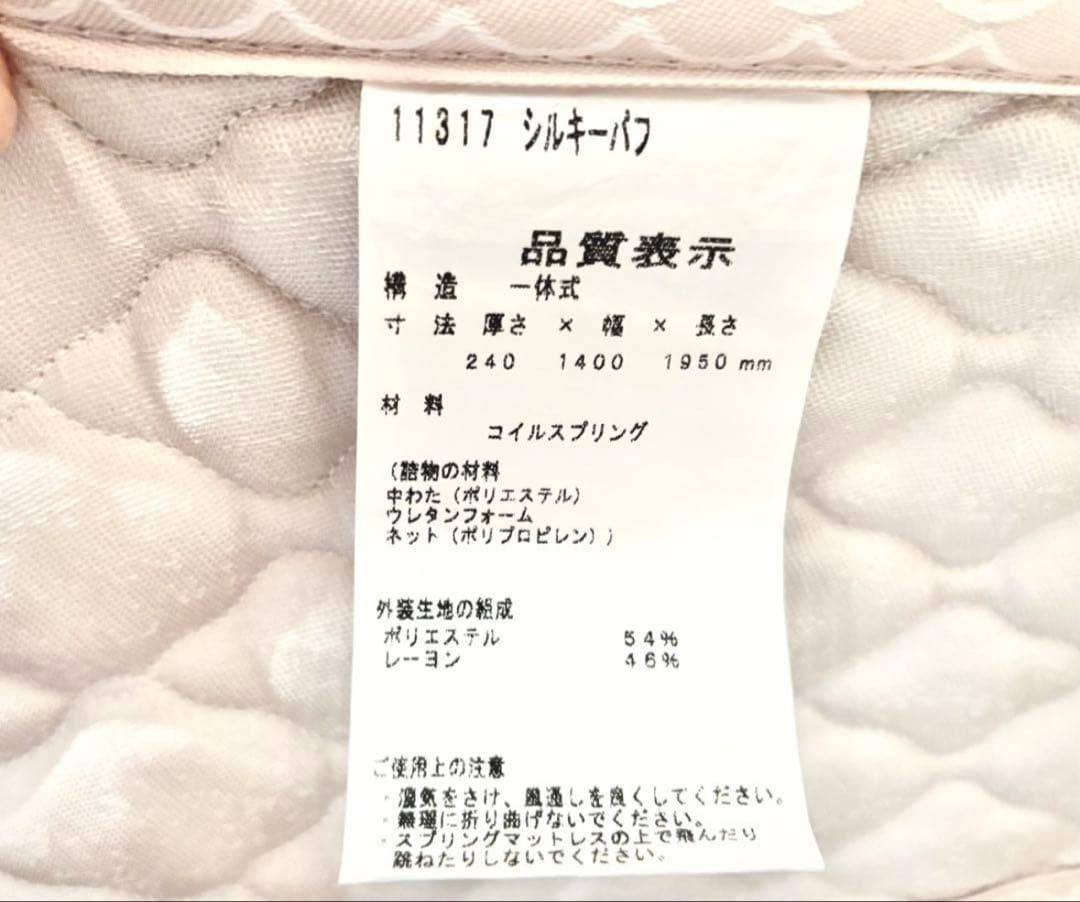 11317 シルキーパフ
品質表示
構 造 一体式
寸 法 厚さ × 幅 × 長さ
240 1400 1950 mm
材 料
コイルスプリング
(詰物の材料
中わた(ポリエステル)
ウレタンフォーム
ネット(ポリプロピレン))
外装生地の組成
ポリエステル 54%
レーヨン 46%
ご使用上の注意
・湿気をさけ、風通しを良くしてください。
・無理に折り曲げないでください。
・スプリングマットレスの上で飛んだり
跳ねたりしないでください。